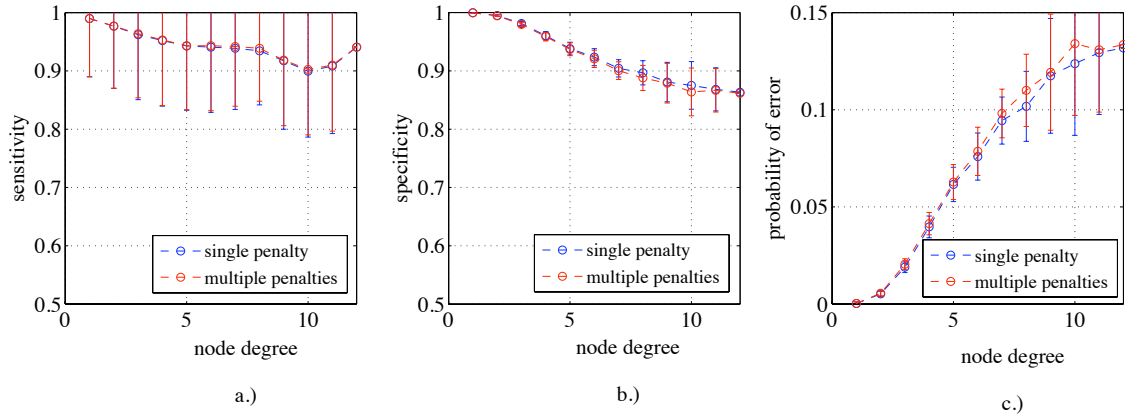 1
0.9
0.8
0.7
0.6
0.5
sensitivity
single penalty
multiple penalties
0
5
10
node degree
a.)
1
0.9
0.8
0.7
0.6
0.5
specificity
single penalty
multiple penalties
0
5
10
node degree
b.)
0.15
0.1
0.05
0
probability of error
single penalty
multiple penalties
0
5
10
node degree
c.)